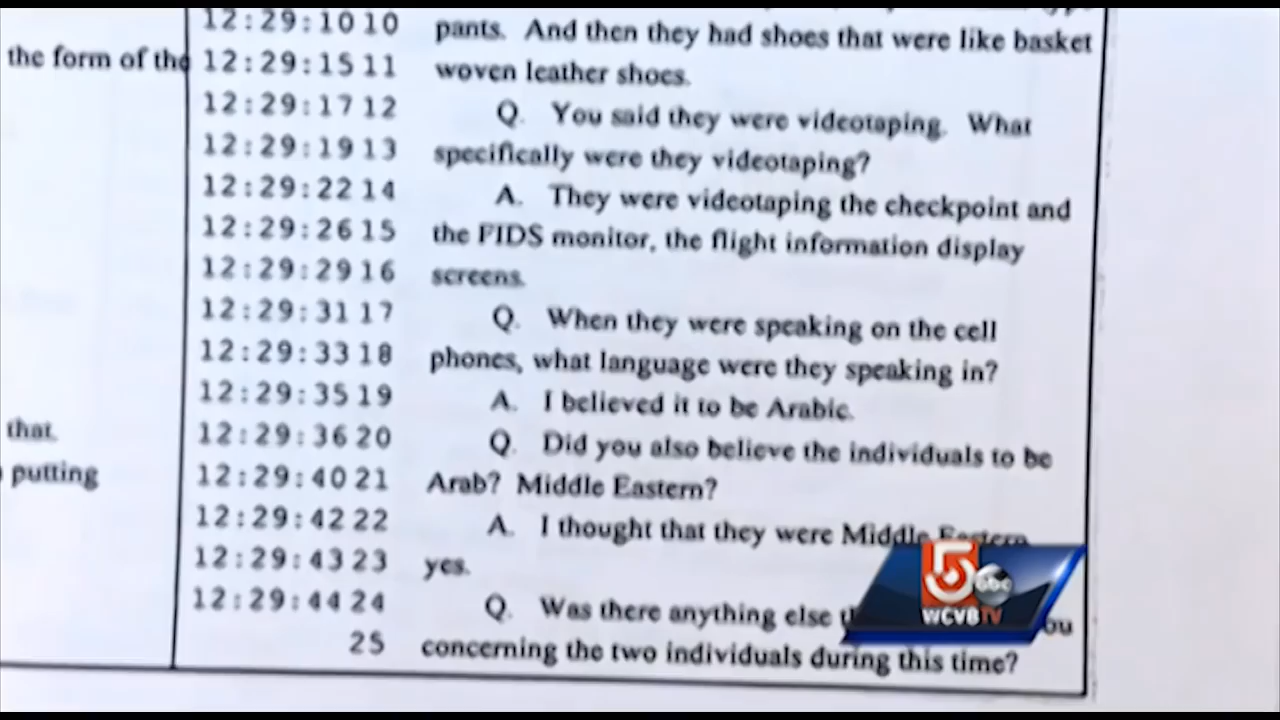 12:29:10 10 pants. And then they had shoes that were like basket
the form of the 12:29:15 11 woven leather shoes.
12:29:17 12 Q. You said they were videotaping. What
12:29:19 13 specifically were they videotaping?
12:29:22 14 A. They were videotaping the checkpoint and
12:29:26 15 the FIDS monitor, the flight information display
12:29:29 16 screens.
12:29:31 17 Q. When they were speaking on the cell
12:29:33 18 phones, what language were they speaking in?
12:29:35 19 A. I believed it to be Arabic.
that. 12:29:36 20 Q. Did you also believe the individuals to be
putting 12:29:40 21 Arab? Middle Eastern?
12:29:42 22 A. I thought that they were Middle Eastern
12:29:43 23 yes.
12:29:44 24 Q. Was there anything else
25 concerning the two individuals during this time?
5 abc
WCVBTV